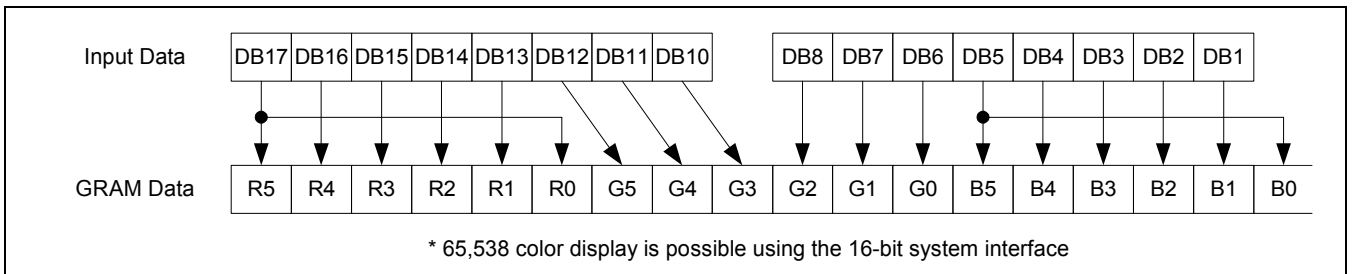 Input Data DB17 DB16 DB15 DB14 DB13 DB12 DB11 DB10 DB8 DB7 DB6 DB5 DB4 DB3 DB2 DB1
GRAM Data R5 R4 R3 R2 R1 R0 G5 G4 G3 G2 G1 G0 B5 B4 B3 B2 B1 B0
* 65,538 color display is possible using the 16-bit system interface